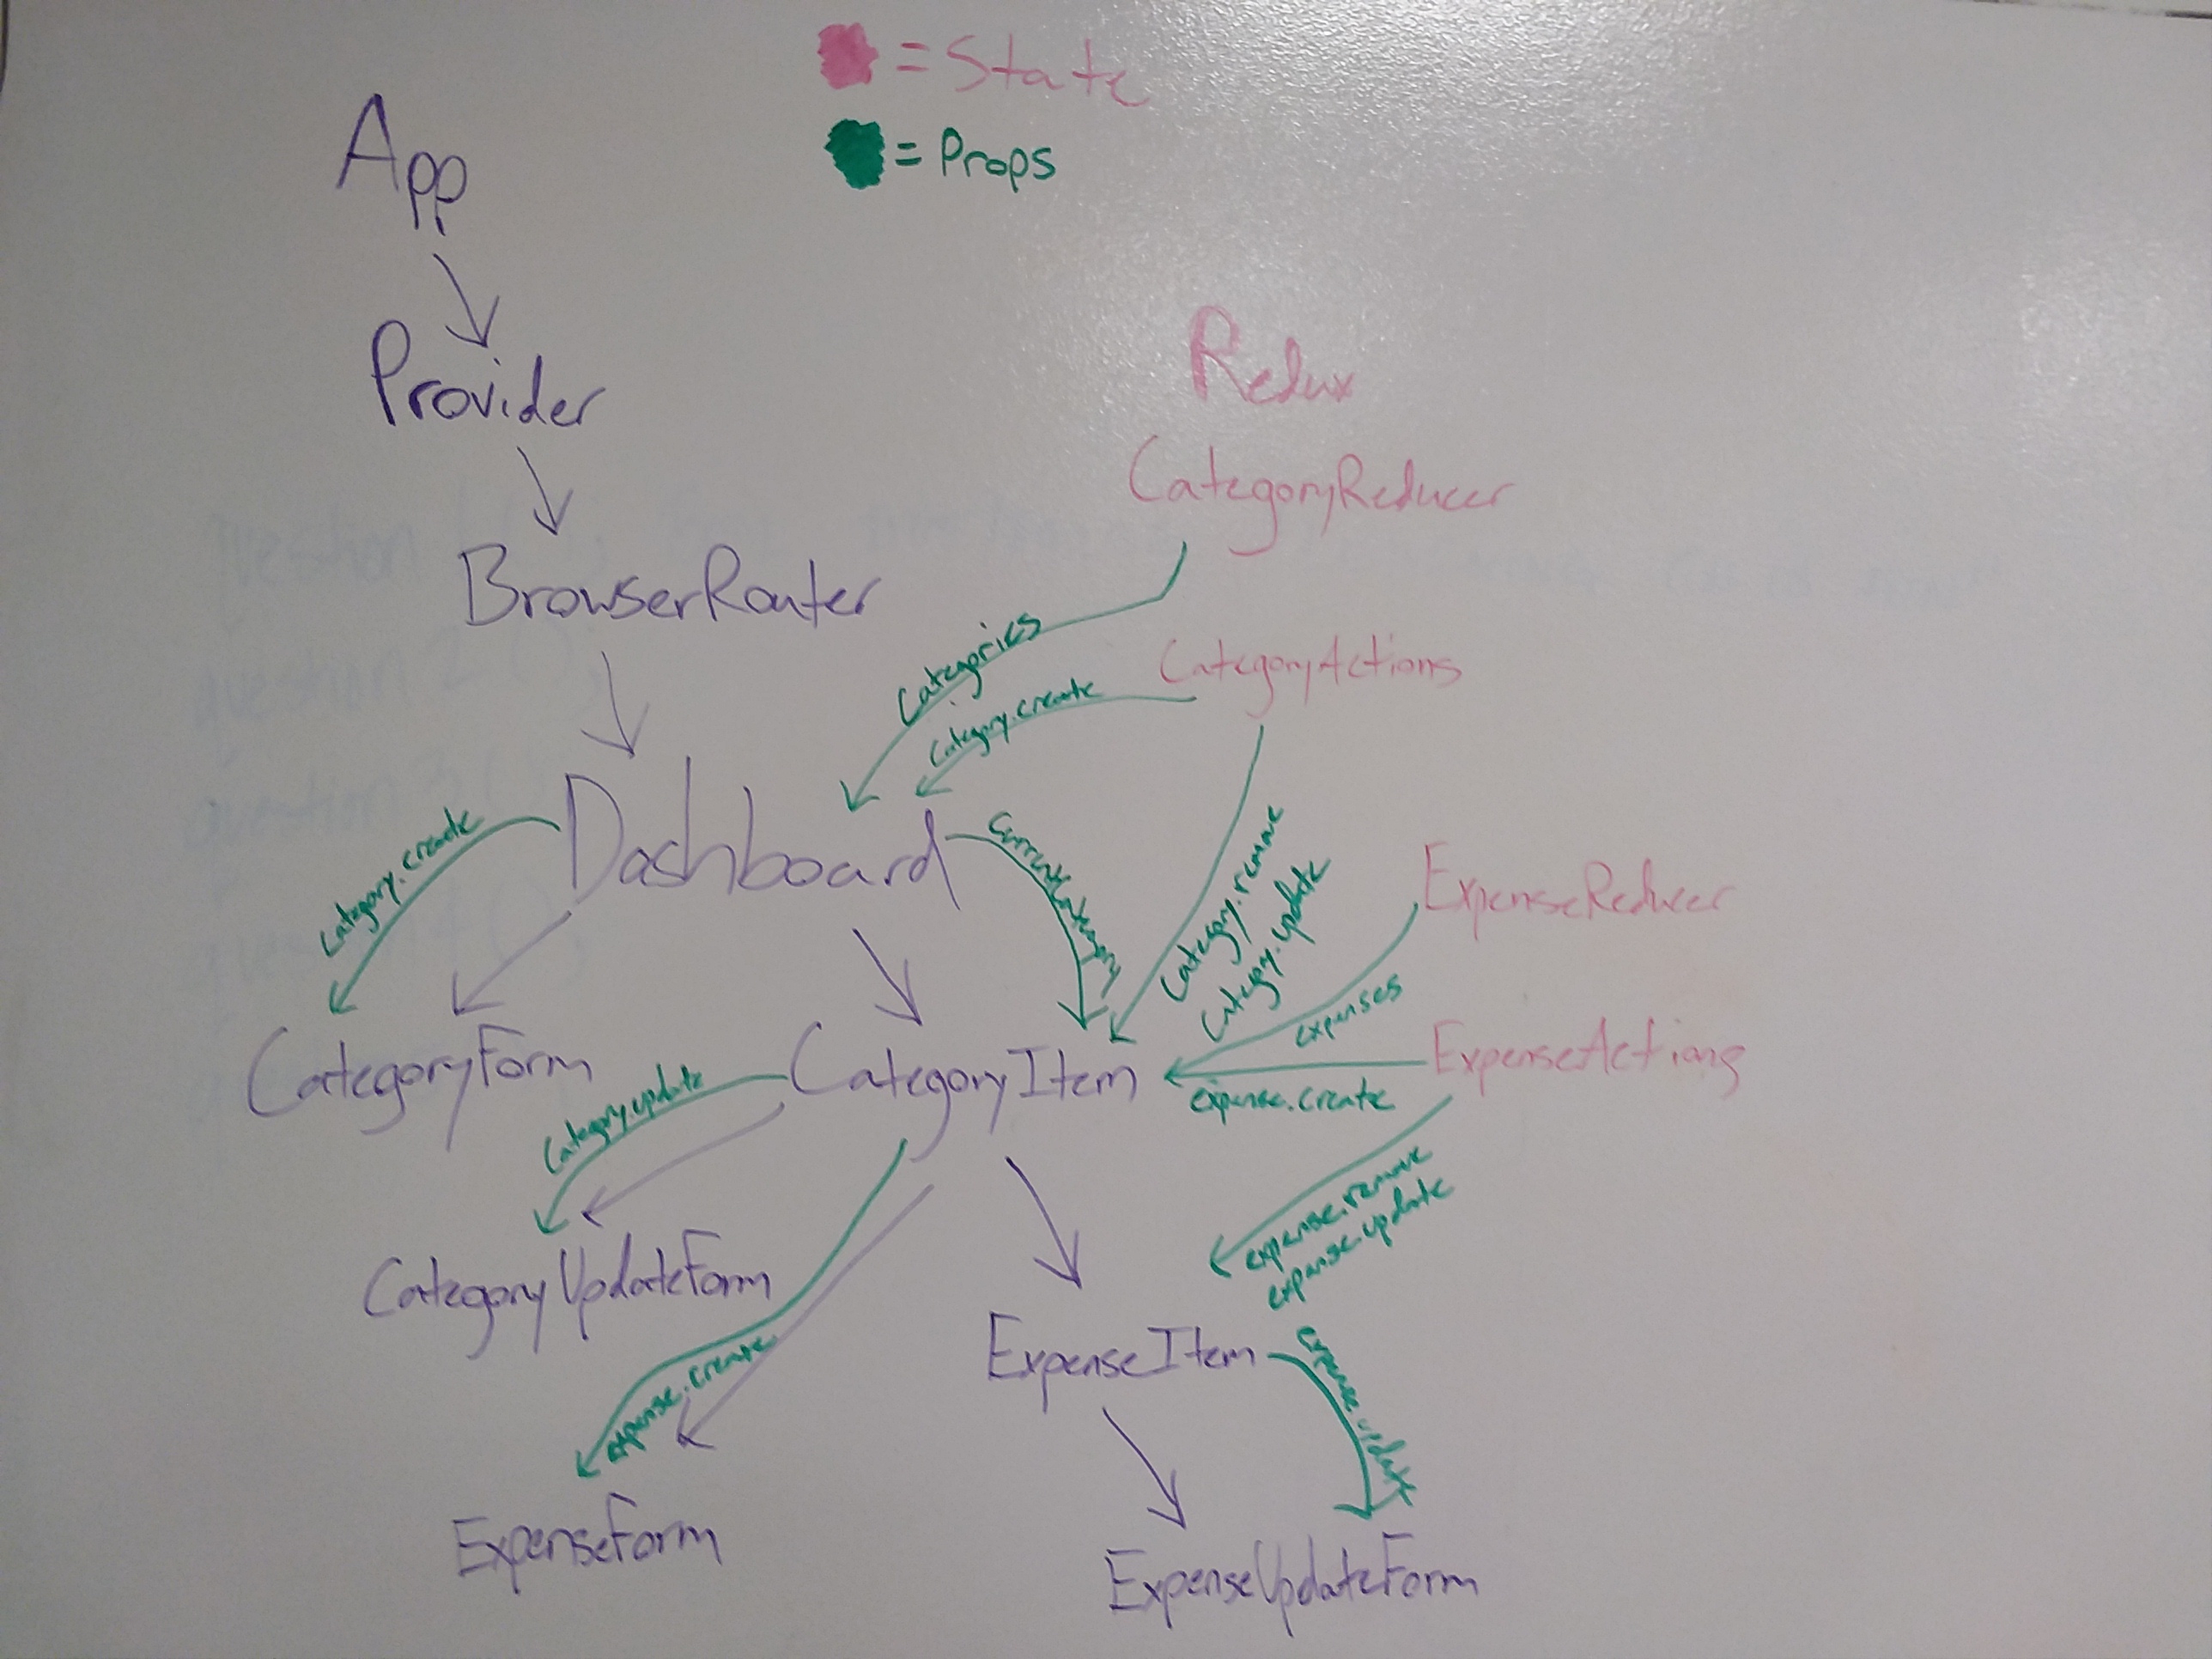 = State
= Props
App
Provider
Redux
CategoryReducer
BrowserRouter
Categories
CategoryActions
Category.create
Dashboard
Category.create
Category.remove
Category.update
ExpenseReducer
expenses
CategoryForm
CategoryItem
ExpenseActions
Category.update
expense.create
expense.remove
expense.update
CategoryUpdateForm
expense.create
ExpenseItem
Expense.update
ExpenseForm
ExpenseUpdateForm